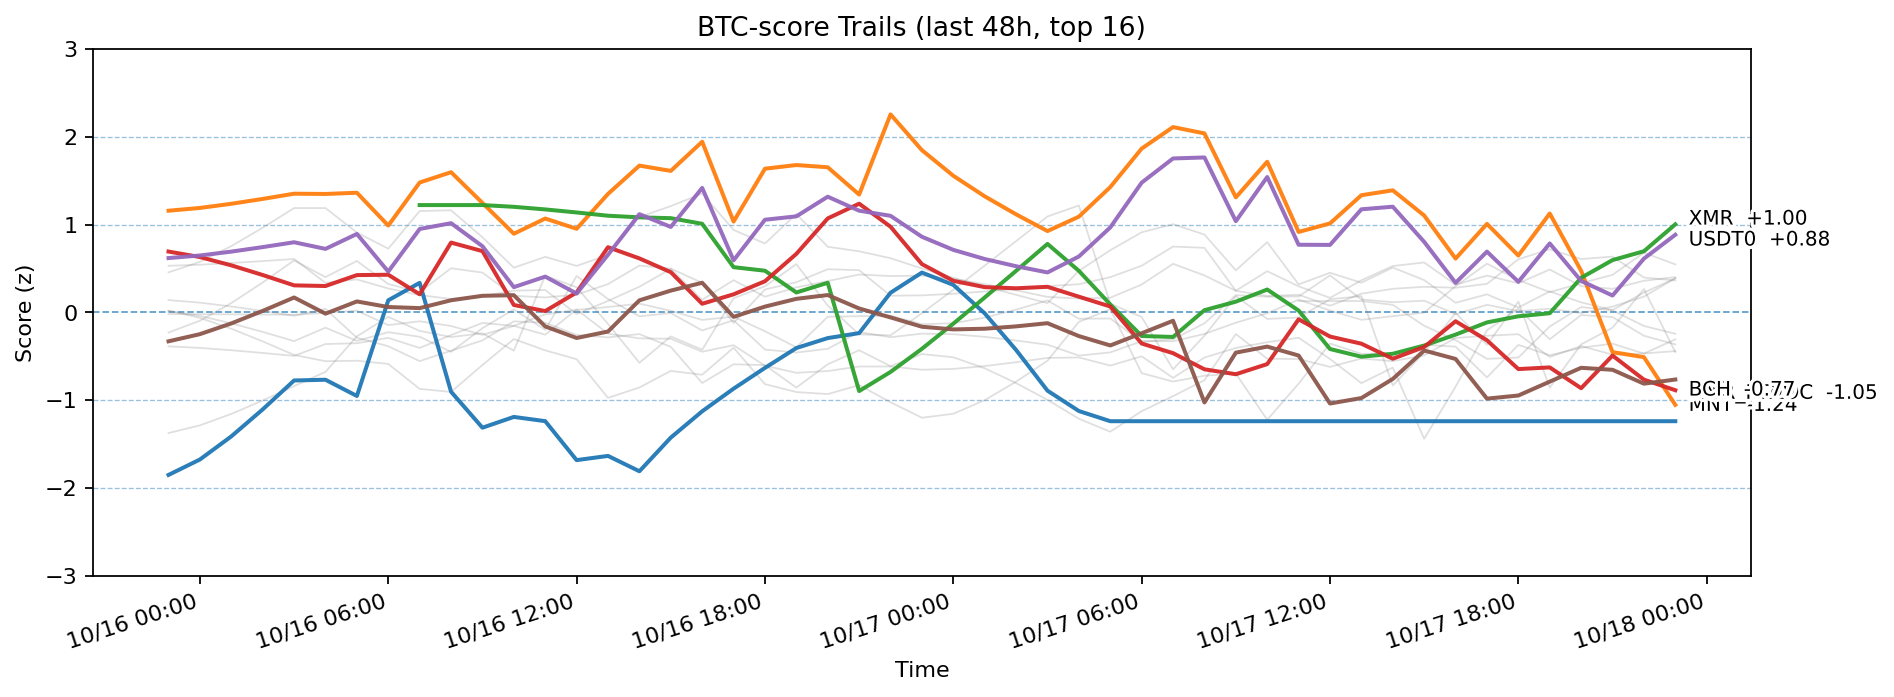 BTC-score Trails (last 48h, top 16)
Score (z)
3
2
1
0
−1
−2
−3
XMR +1.00
USDT0 +0.88
BCH -0.77
-1.05
MNT -1.24
10/16 00:00
10/16 06:00
10/16 12:00
10/16 18:00
10/17 00:00
10/17 06:00
10/17 12:00
10/17 18:00
10/18 00:00
Time